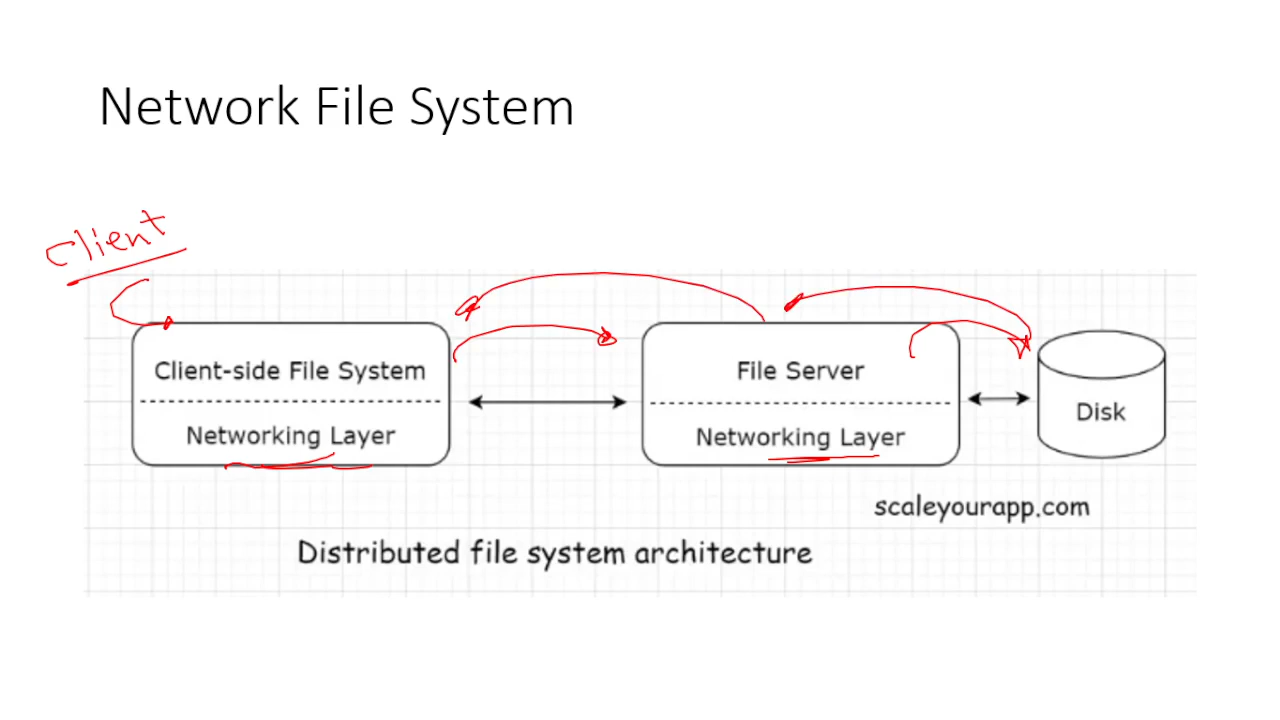 Network File System
Client
Client-side File System
Networking Layer
File Server
Networking Layer
Disk
scaleyourapp.com
Distributed file system architecture